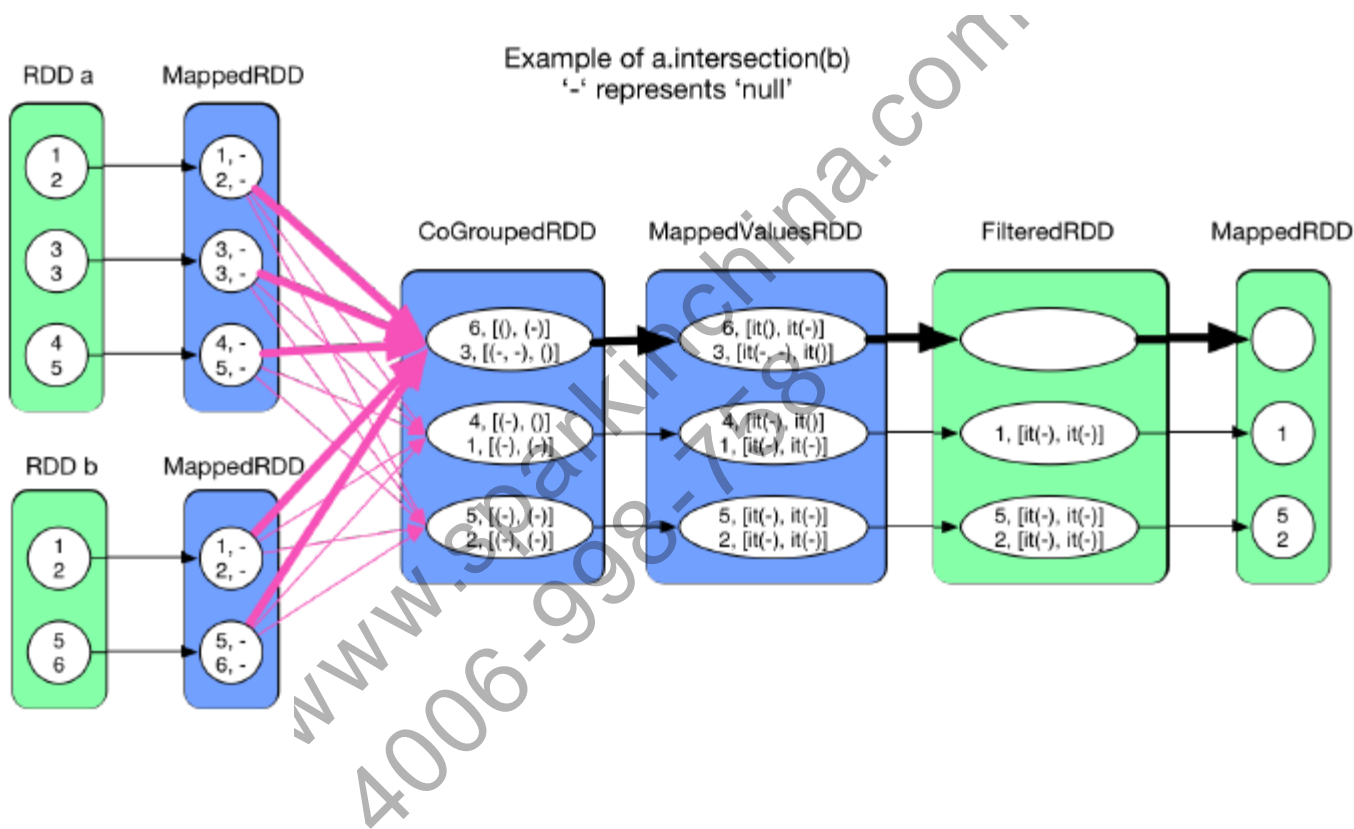 Example of a.intersection(b)
‘-‘ represents ‘null’
RDD a
MappedRDD
1
2
3
3
4
5
1, -
2, -
3, -
3, -
4, -
5, -
RDD b
MappedRDD
1
2
5
6
1, -
2, -
5, -
6, -
CoGroupedRDD
6, [(), (-)]
3, [(-, -), ()]
4, [(-), ()]
1, [(-), (-)]
5, [(-), (-)]
2, [(-), (-)]
MappedValuesRDD
6, [it(), it(-)]
3, [it(-, -), it()]
4, [it(-), it()]
1, [it(-), it(-)]
5, [it(-), it(-)]
2, [it(-), it(-)]
FilteredRDD
1, [it(-), it(-)]
5, [it(-), it(-)]
2, [it(-), it(-)]
MappedRDD
1
5
2
www.sparkinchina.com
4006-998-758